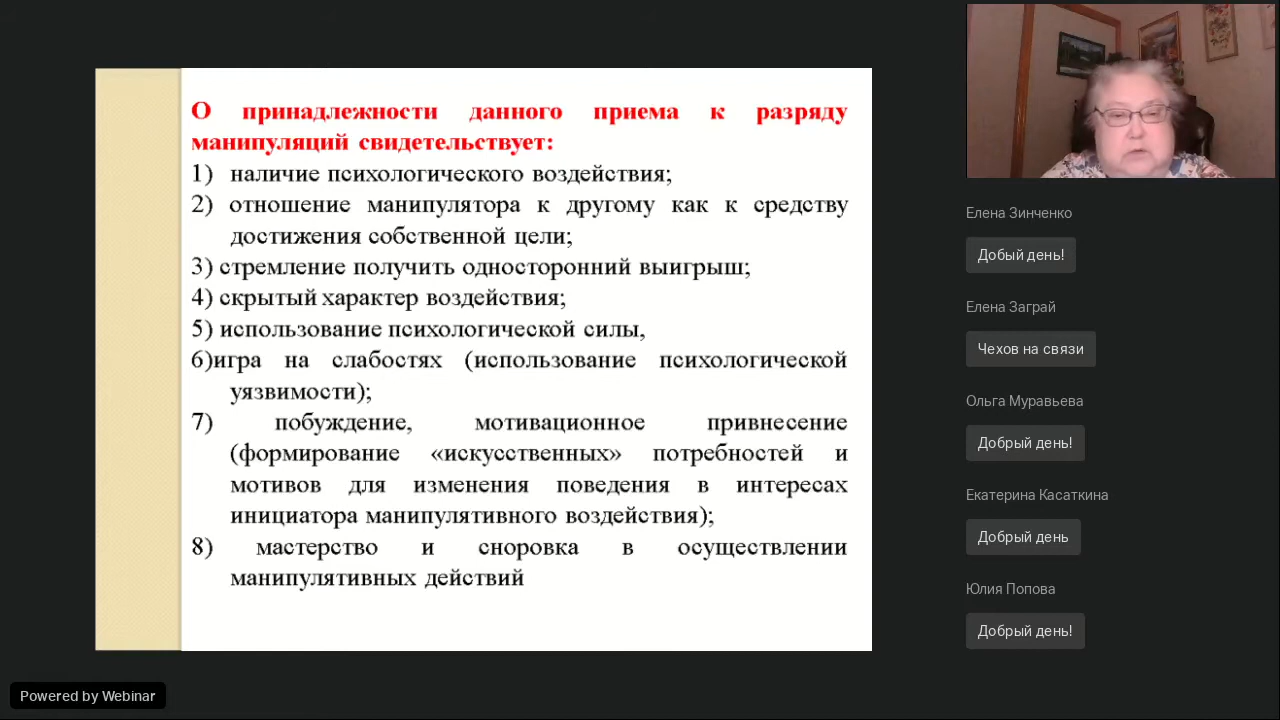 О принадлежности данного приема к разряду
манипуляций свидетельствует:
1) наличие психологического воздействия;
2) отношение манипулятора к другому как к средству
достижения собственной цели;
3) стремление получить односторонний выигрыш;
4) скрытый характер воздействия;
5) использование психологической силы,
6)игра на слабостях (использование психологической
уязвимости);
7) побуждение, мотивационное привнесение
(формирование «искусственных» потребностей и
мотивов для изменения поведения в интересах
инициатора манипулятивного воздействия);
8) мастерство и сноровка в осуществлении
манипулятивных действий
Елена Зинченко
Добый день!
Елена Заграй
Чехов на связи
Ольга Муравьева
Добрый день!
Екатерина Касаткина
Добрый день
Юлия Попова
Добрый день!
Powered by Webinar